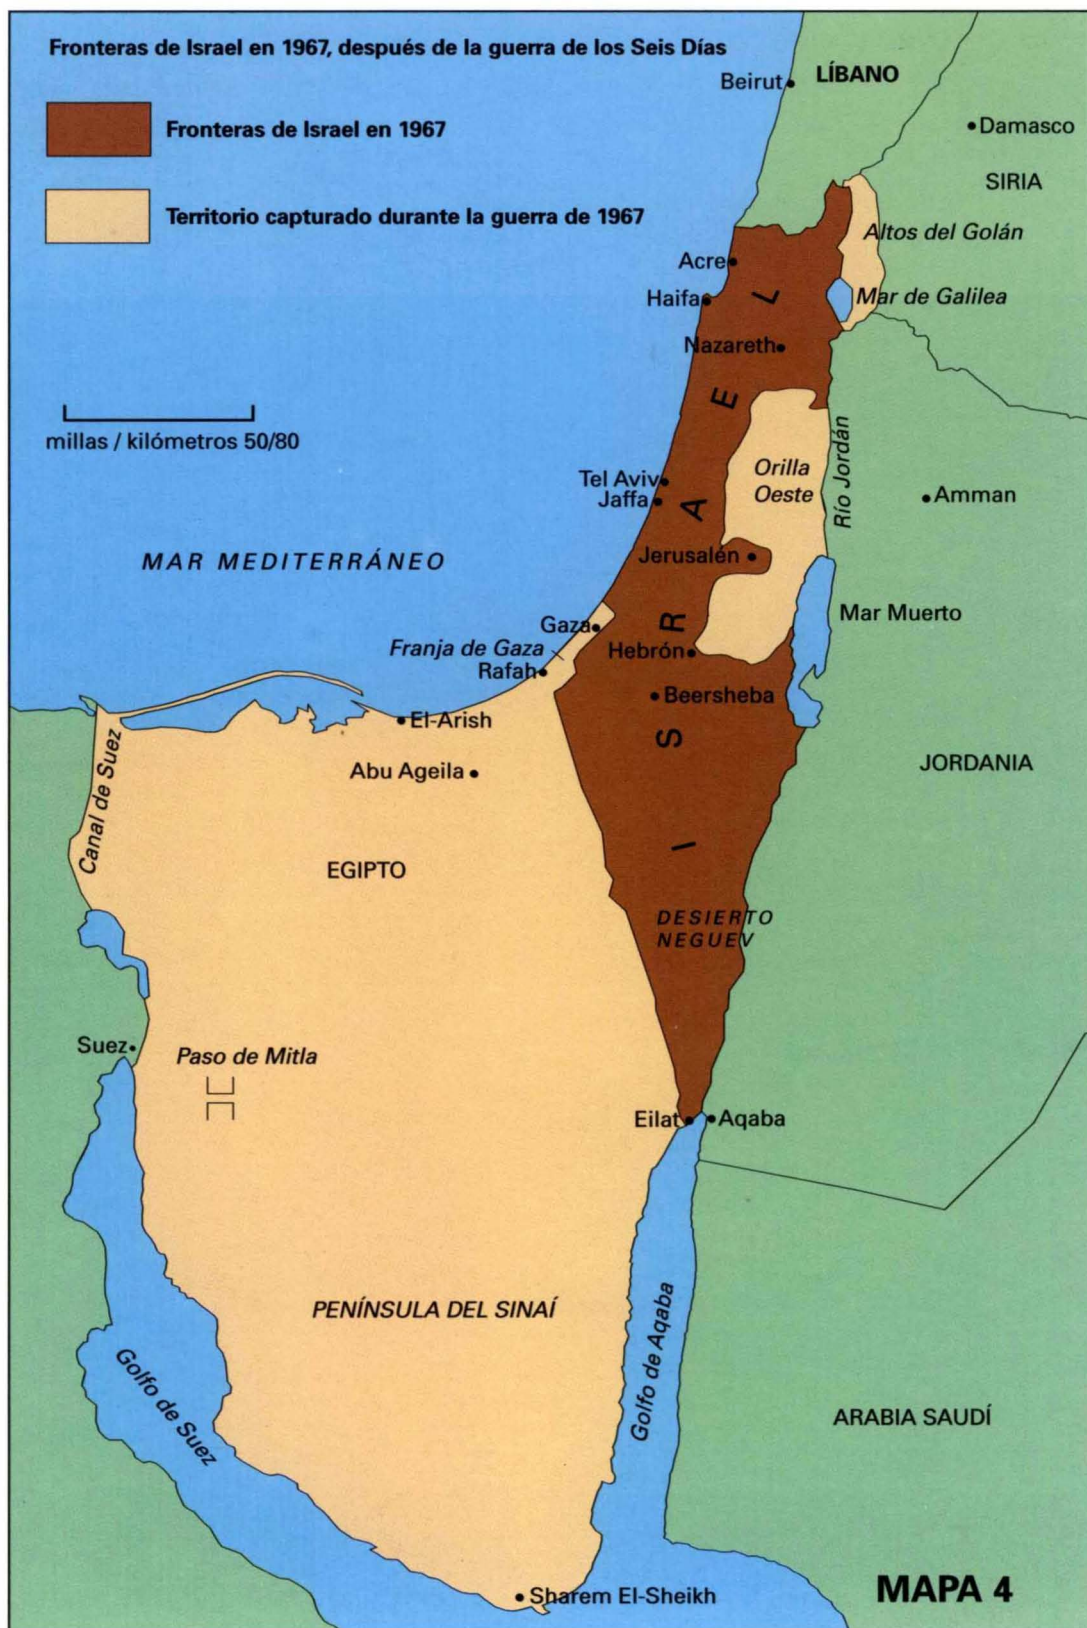 Fronteras de Israel en 1967, después de la guerra de los Seis Días
Fronteras de Israel en 1967
Territorio capturado durante la guerra de 1967
Beirut
LÍBANO
Damasco
SIRIA
Altos del Golán
Acre
Haifa
Mar de Galilea
Nazareth
millas / kilómetros 50/80
ISRAEL
Orilla
Oeste
Río Jordán
Tel Aviv
Jaffa
Amman
MAR MEDITERRÁNEO
Jerusalén
Mar Muerto
Gaza
Franja de Gaza
Hebrón
Rafah
Beersheba
El-Arish
Canal de Suez
Abu Ageila
JORDANIA
EGIPTO
DESIERTO
NEGUEV
Suez
Paso de Mitla
Eilat
Aqaba
PENÍNSULA DEL SINAÍ
Golfo de Suez
Golfo de Aqaba
ARABIA SAUDÍ
Sharem El-Sheikh
MAPA 4